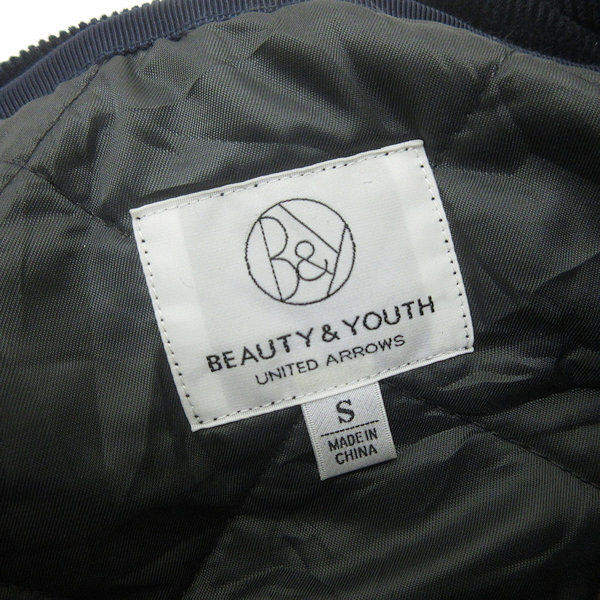 B&Y
BEAUTY & YOUTH
UNITED ARROWS
S
MADE IN
CHINA